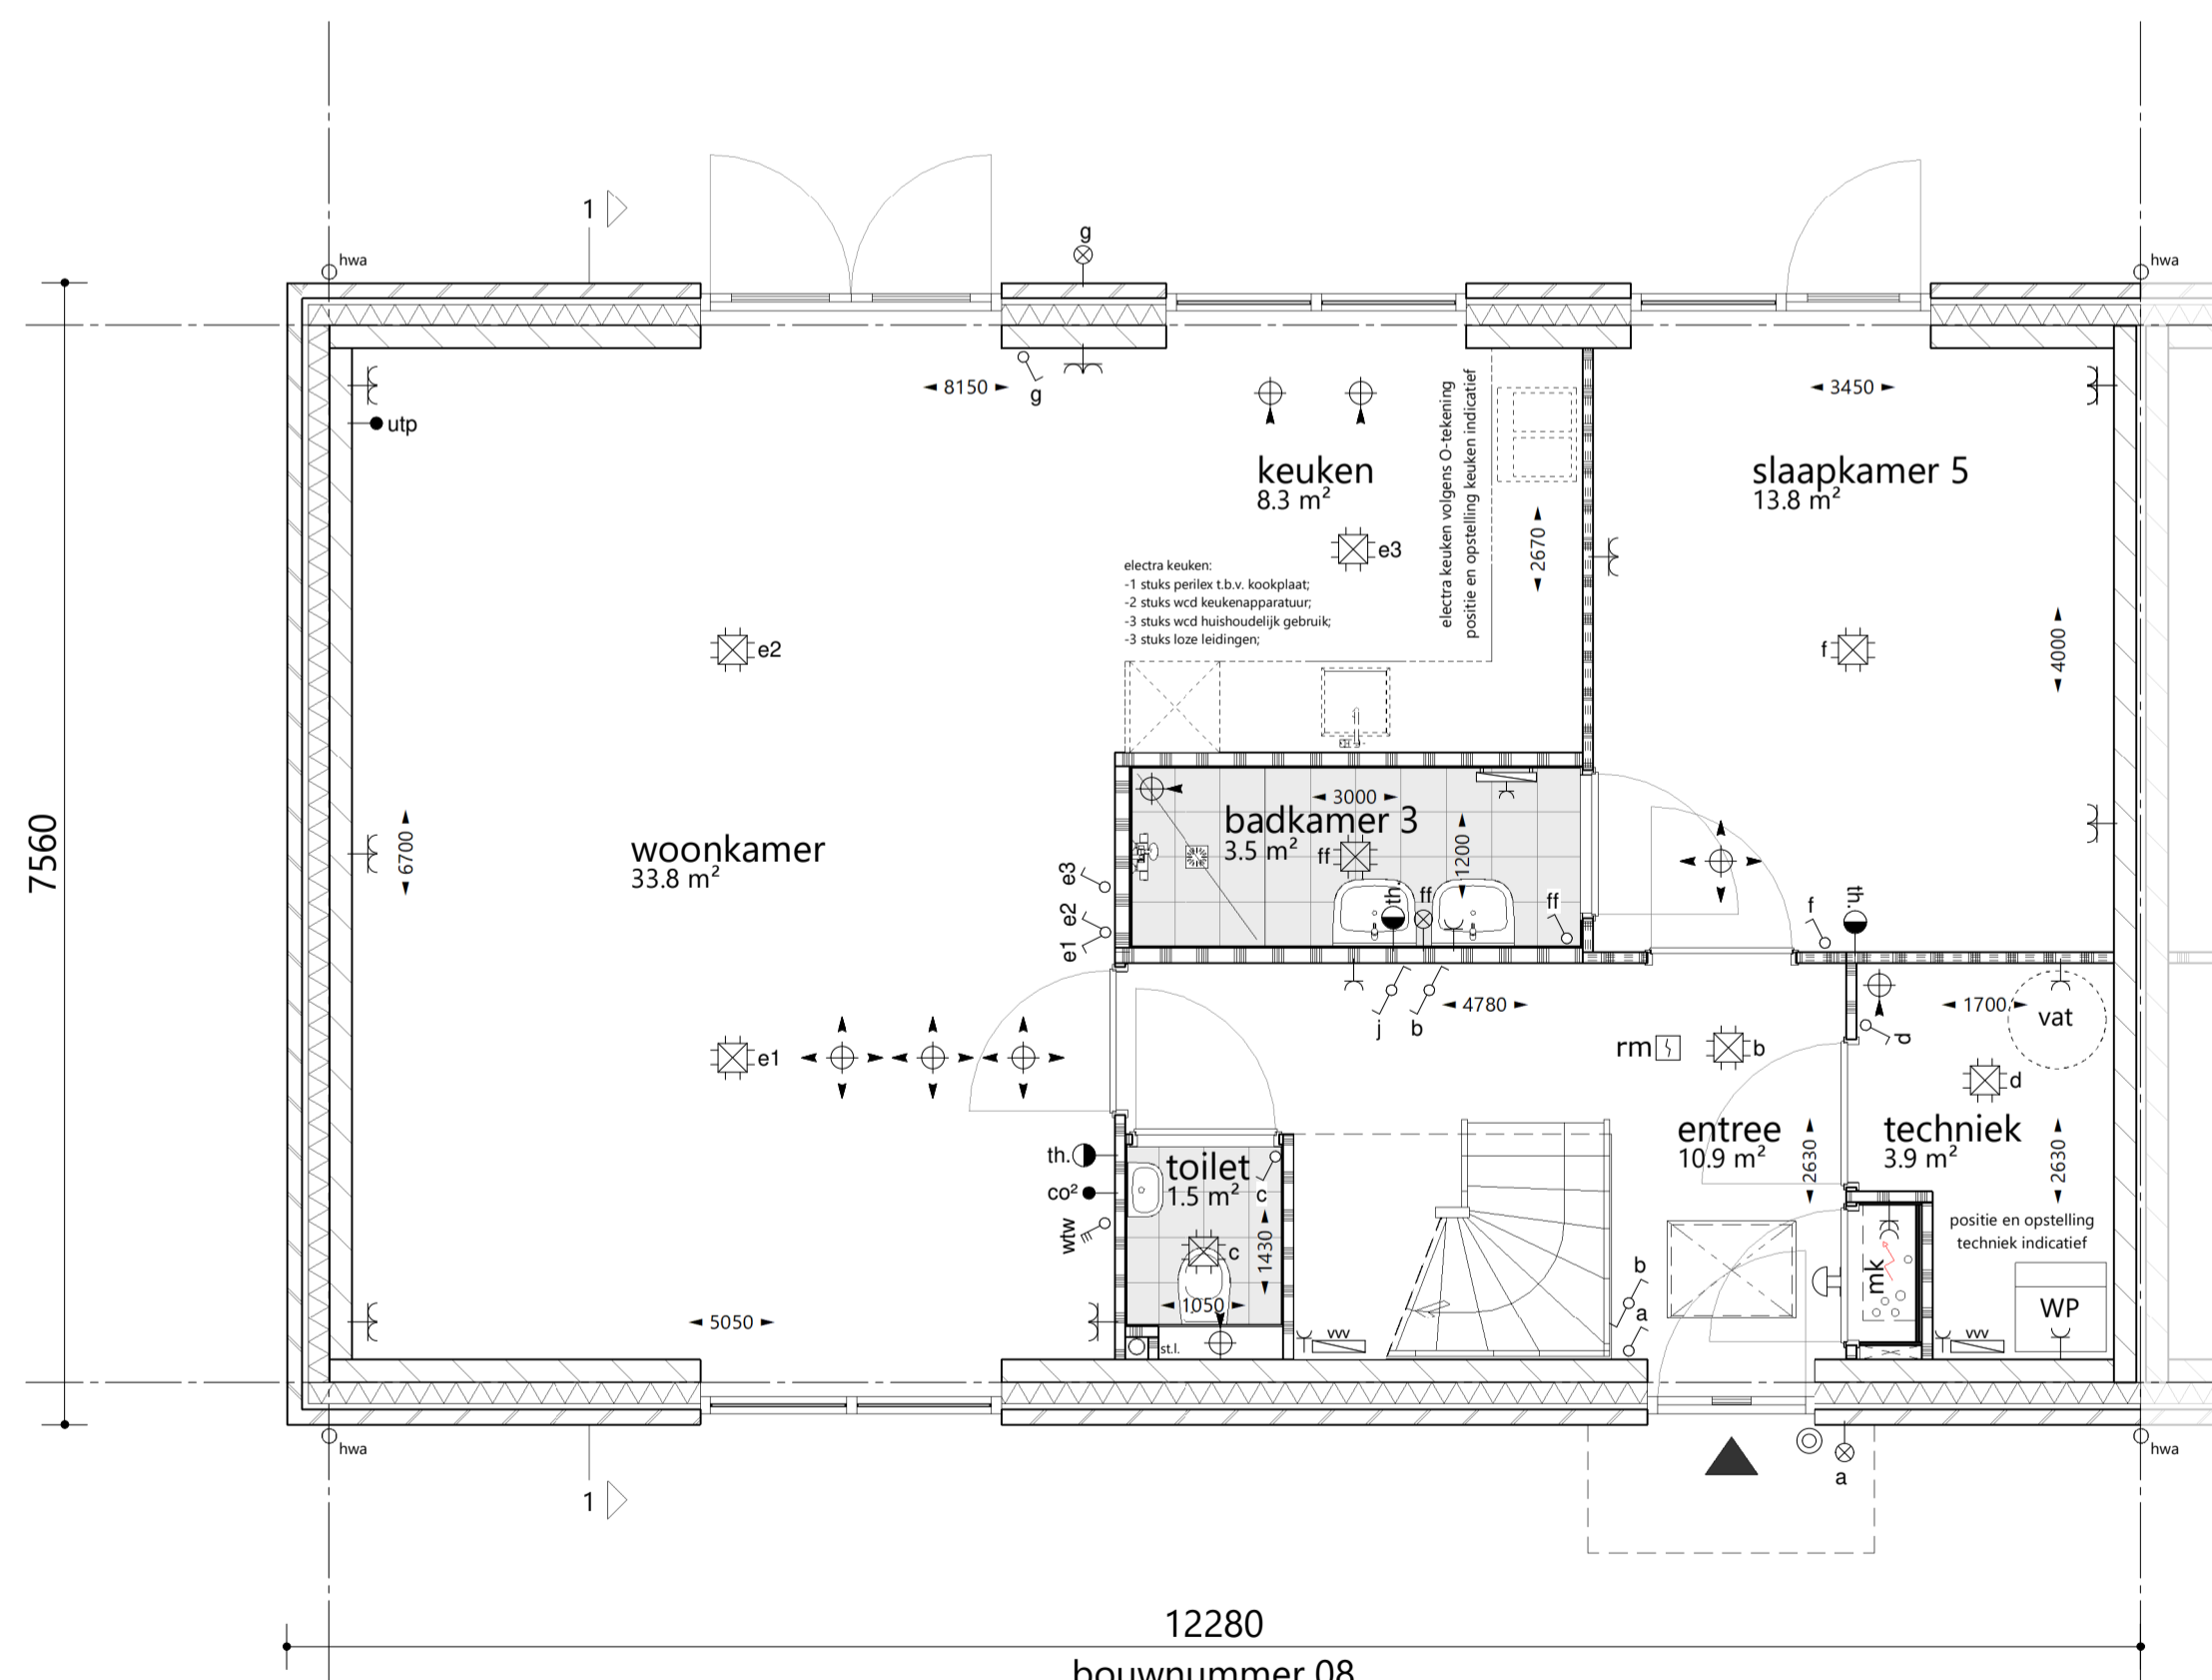 1
g
hwa
hwa
8150
g
3450
utp
keuken
8.3 m²
slaapkamer 5
13.8 m²
electra keuken volgens O-tekening
positie en opstelling keuken indicatief
2670
e3
electra keuken:
-1 stuks perilex t.b.v. kookplaat;
-2 stuks wcd keukenapparatuur;
-3 stuks wcd huishoudelijk gebruik;
-3 stuks loze leidingen;
e2
f
4000
7560
6700
woonkamer
33.8 m²
3000
badkamer 3
3.5 m²
ff
1200
e3
e2
e1
th.
ff
ff
f
th.
j
b
4780
1700
vat
d
e1
rm
b
d
entree
10.9 m²
2630
techniek
3.9 m²
2630
th.
co²
wtw
toilet
1.5 m²
c
c
1430
1050
positie en opstelling
techniek indicatief
b
a
mk
WP
5050
st.l.
vvv
vvv
hwa
hwa
a
1
12280
bouwnummer 08